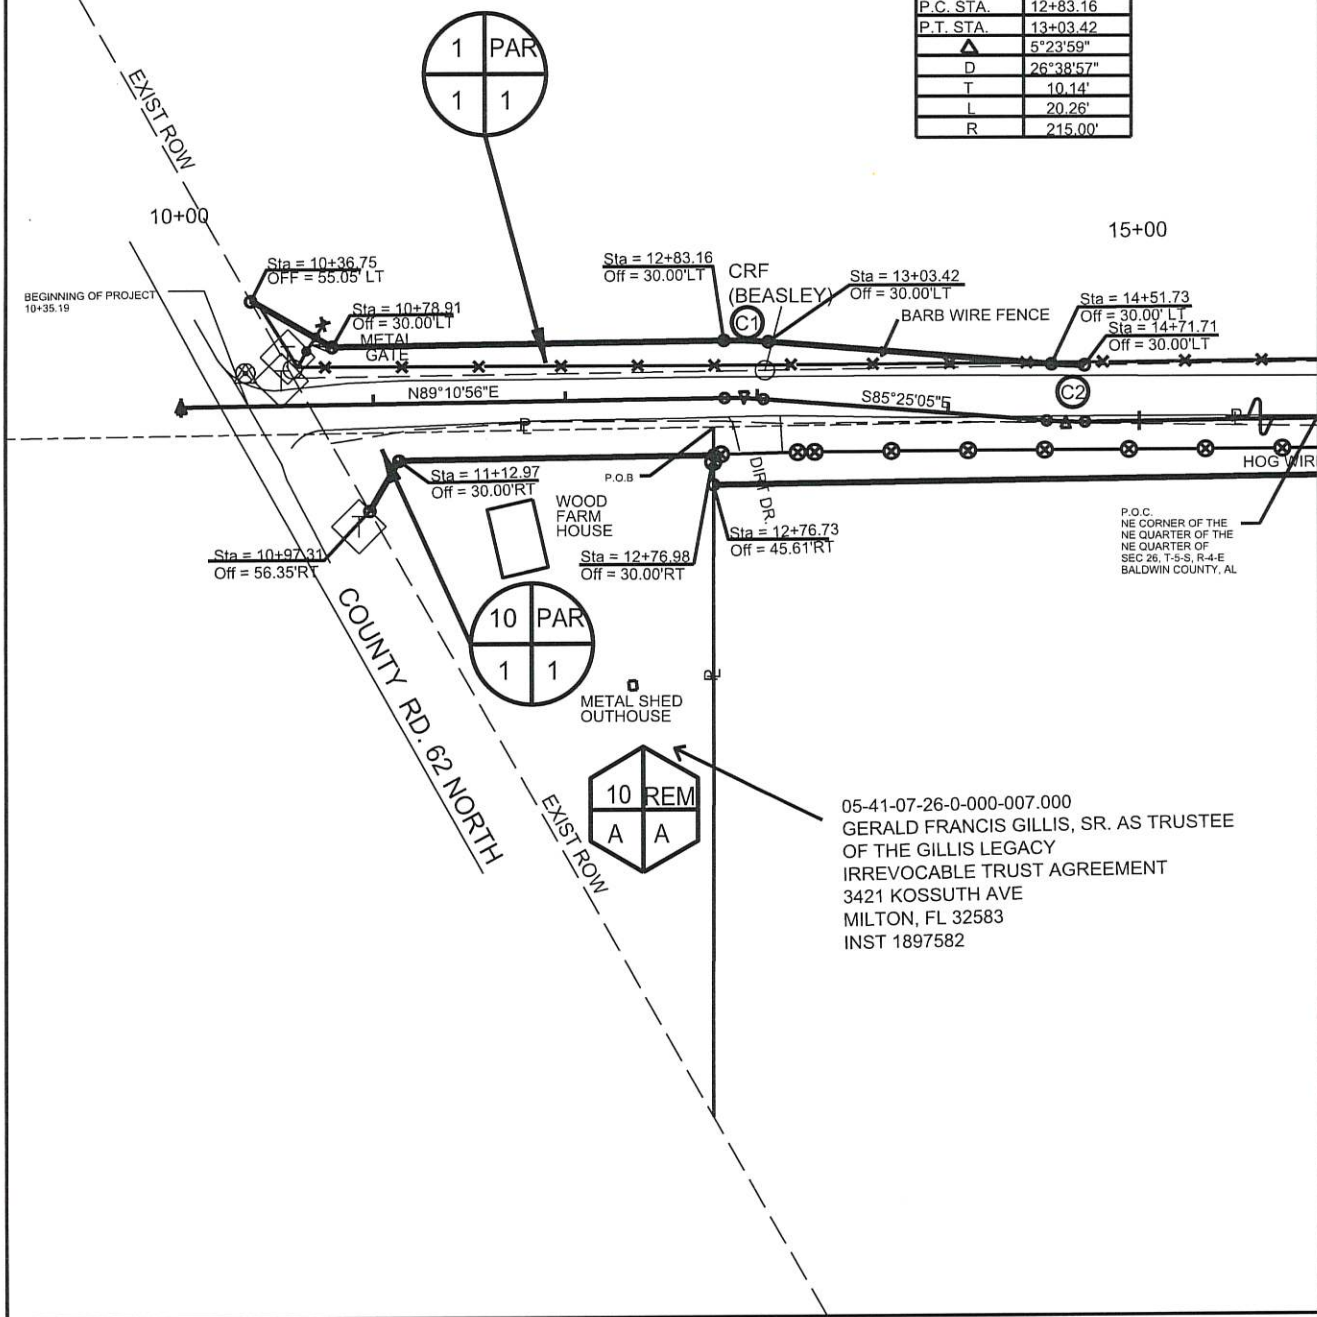 P.C. STA. 12+83.16
P.T. STA. 13+03.42
Δ 5°23'59"
D 26°38'57"
T 10.14'
L 20.26'
R 215.00'
1 PAR
1 1
EXIST ROW
10+00
15+00
BEGINNING OF PROJECT
10+35.19
Sta = 10+36.75
OFF = 55.05' LT
Sta = 10+78.91
Off = 30.00'LT
METAL
GATE
Sta = 12+83.16
Off = 30.00'LT
CRF
(BEASLEY)
C1
Sta = 13+03.42
Off = 30.00'LT
BARB WIRE FENCE
Sta = 14+51.73
Off = 30.00' LT
Sta = 14+71.71
Off = 30.00'LT
C2
N89°10'56"E
S85°25'05"E
Sta = 11+12.97
Off = 30.00'RT
P.O.B
DIRT DR.
HOG WIRE
WOOD
FARM
HOUSE
Sta = 10+97.31
Off = 56.35'RT
Sta = 12+76.98
Off = 30.00'RT
Sta = 12+76.73
Off = 45.61'RT
P.O.C.
NE CORNER OF THE
NE QUARTER OF THE
NE QUARTER OF
SEC 26, T-5-S, R-4-E
BALDWIN COUNTY, AL
COUNTY RD. 62 NORTH
10 PAR
1 1
PL
METAL SHED
OUTHOUSE
10 REM
A A
EXIST ROW
05-41-07-26-0-000-007.000
GERALD FRANCIS GILLIS, SR. AS TRUSTEE
OF THE GILLIS LEGACY
IRREVOCABLE TRUST AGREEMENT
3421 KOSSUTH AVE
MILTON, FL 32583
INST 1897582